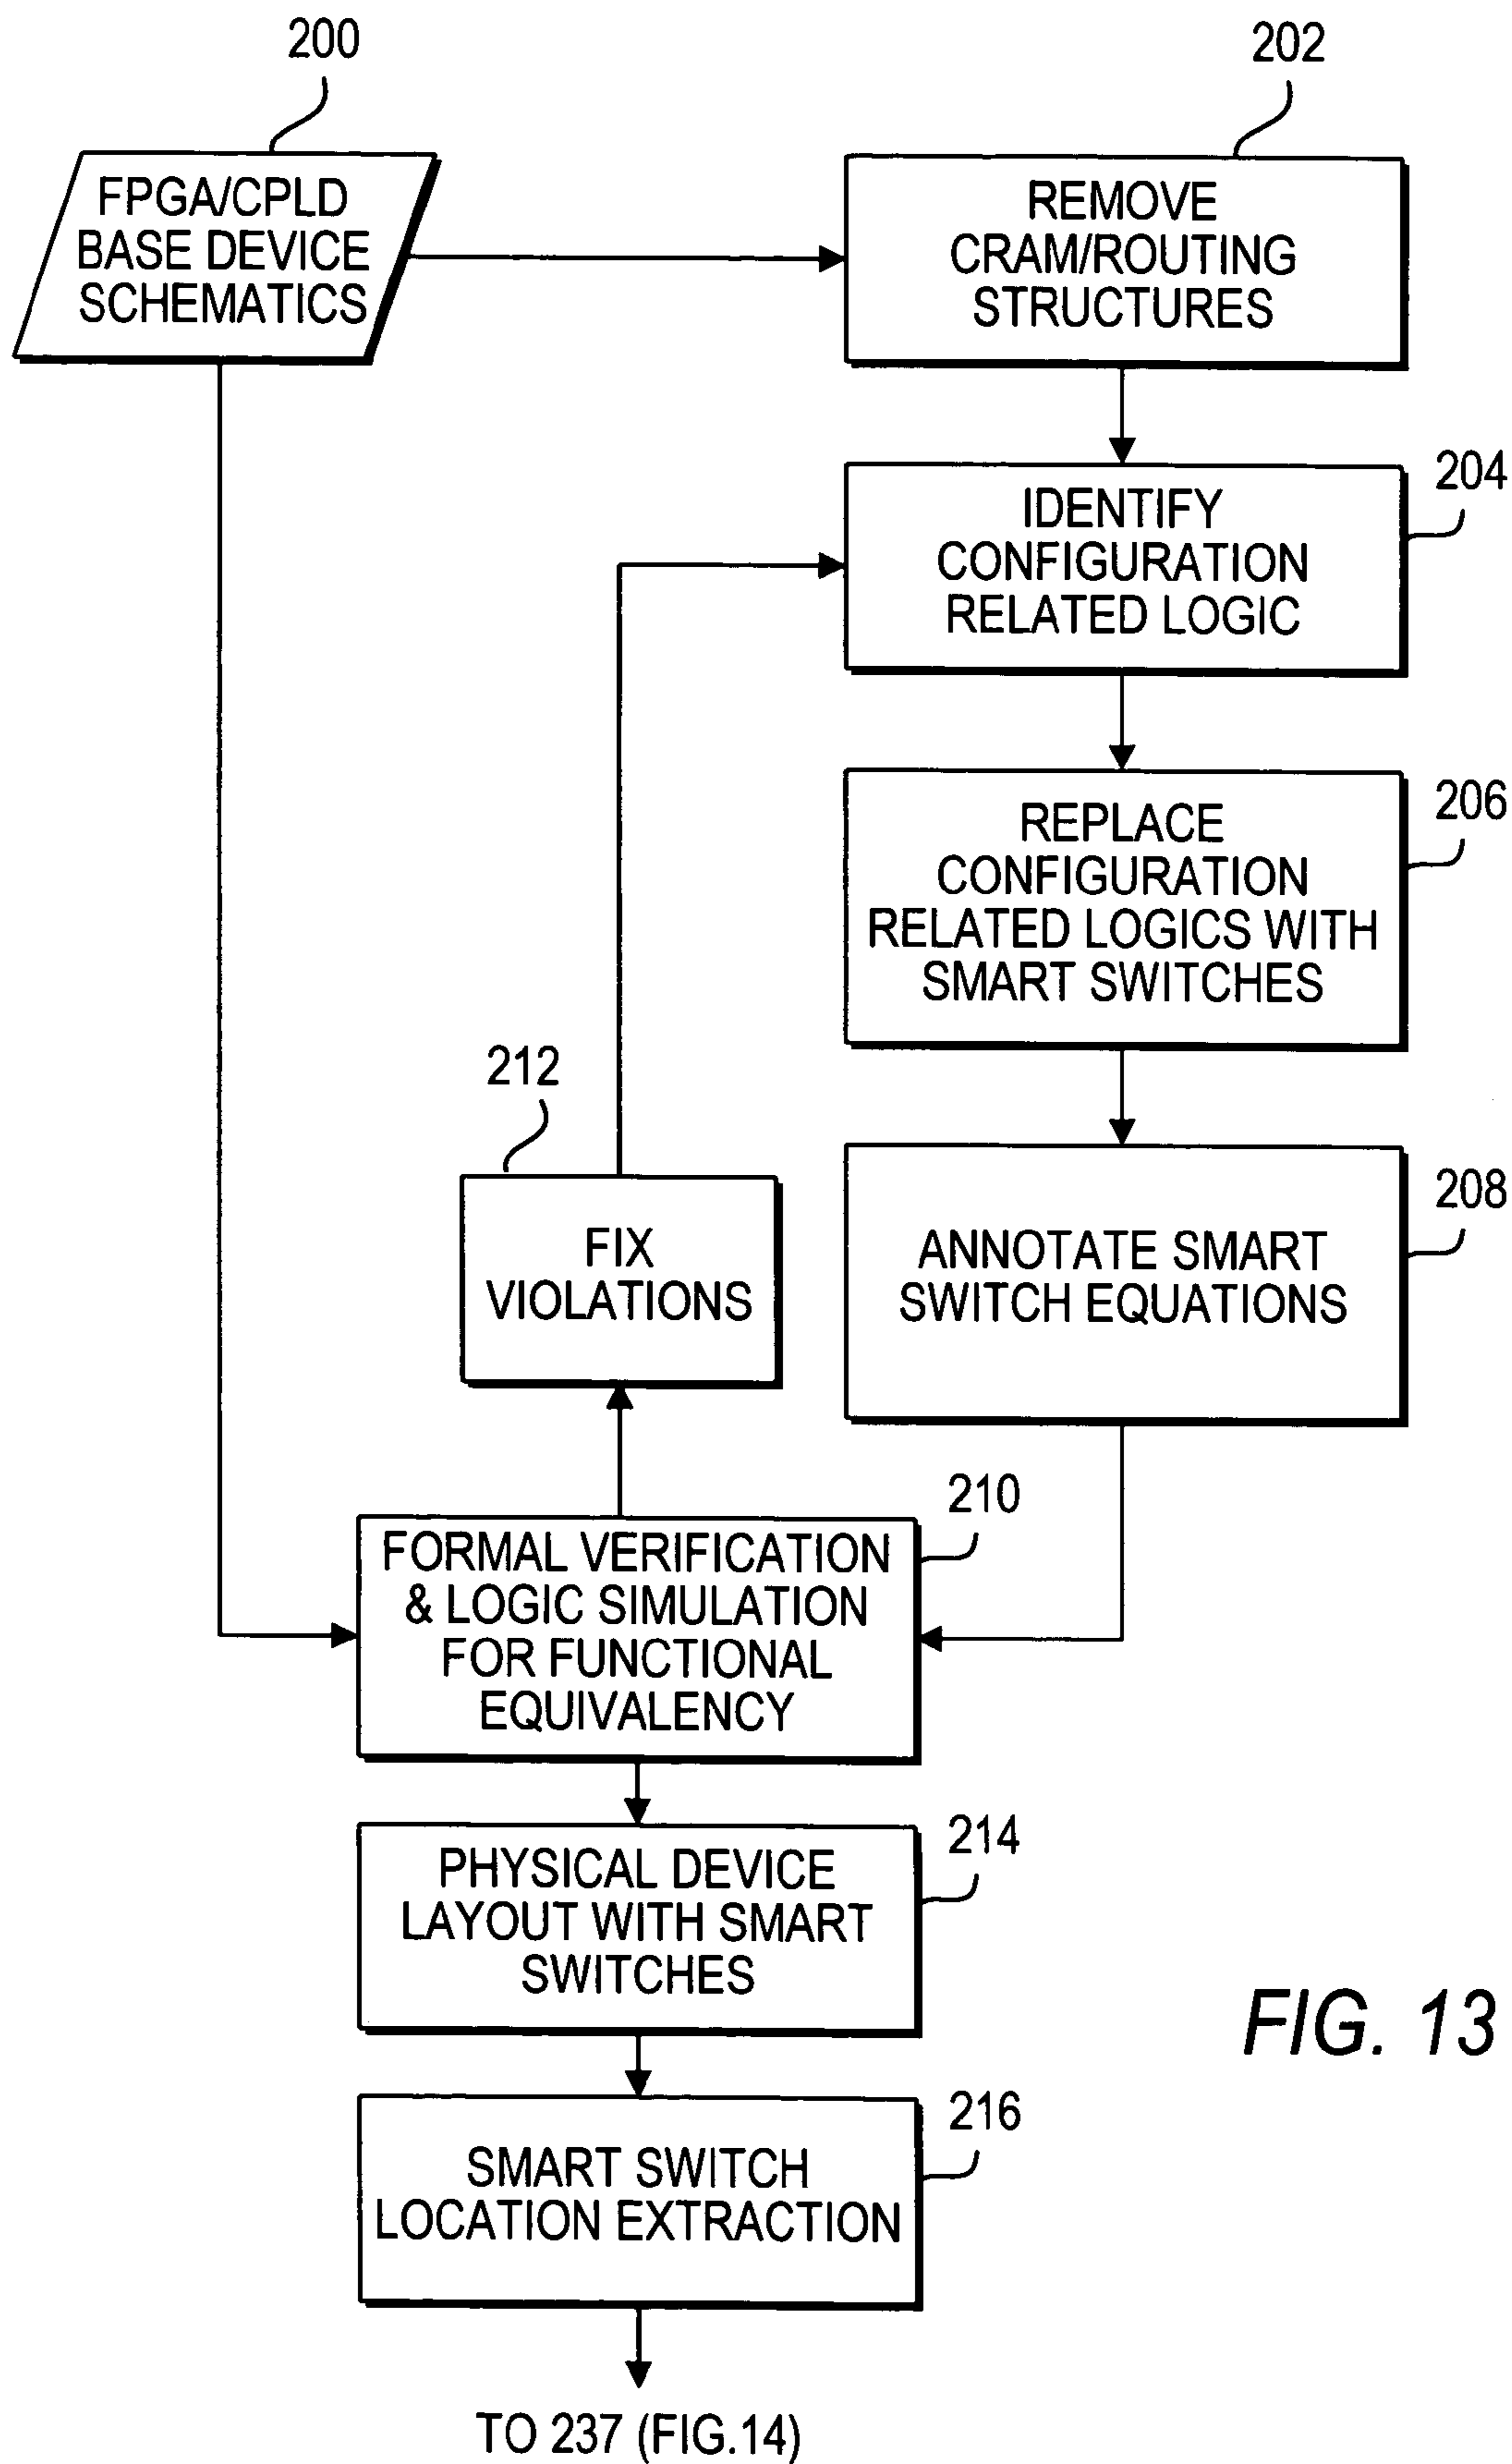 200
FPGA/CPLD
BASE DEVICE
SCHEMATICS
202
REMOVE
CRAM/ROUTING
STRUCTURES
204
IDENTIFY
CONFIGURATION
RELATED LOGIC
206
REPLACE
CONFIGURATION
RELATED LOGICS WITH
SMART SWITCHES
208
ANNOTATE SMART
SWITCH EQUATIONS
212
FIX
VIOLATIONS
210
FORMAL VERIFICATION
& LOGIC SIMULATION
FOR FUNCTIONAL
EQUIVALENCY
214
PHYSICAL DEVICE
LAYOUT WITH SMART
SWITCHES
216
SMART SWITCH
LOCATION EXTRACTION
TO 237 (FIG.14)
FIG. 13